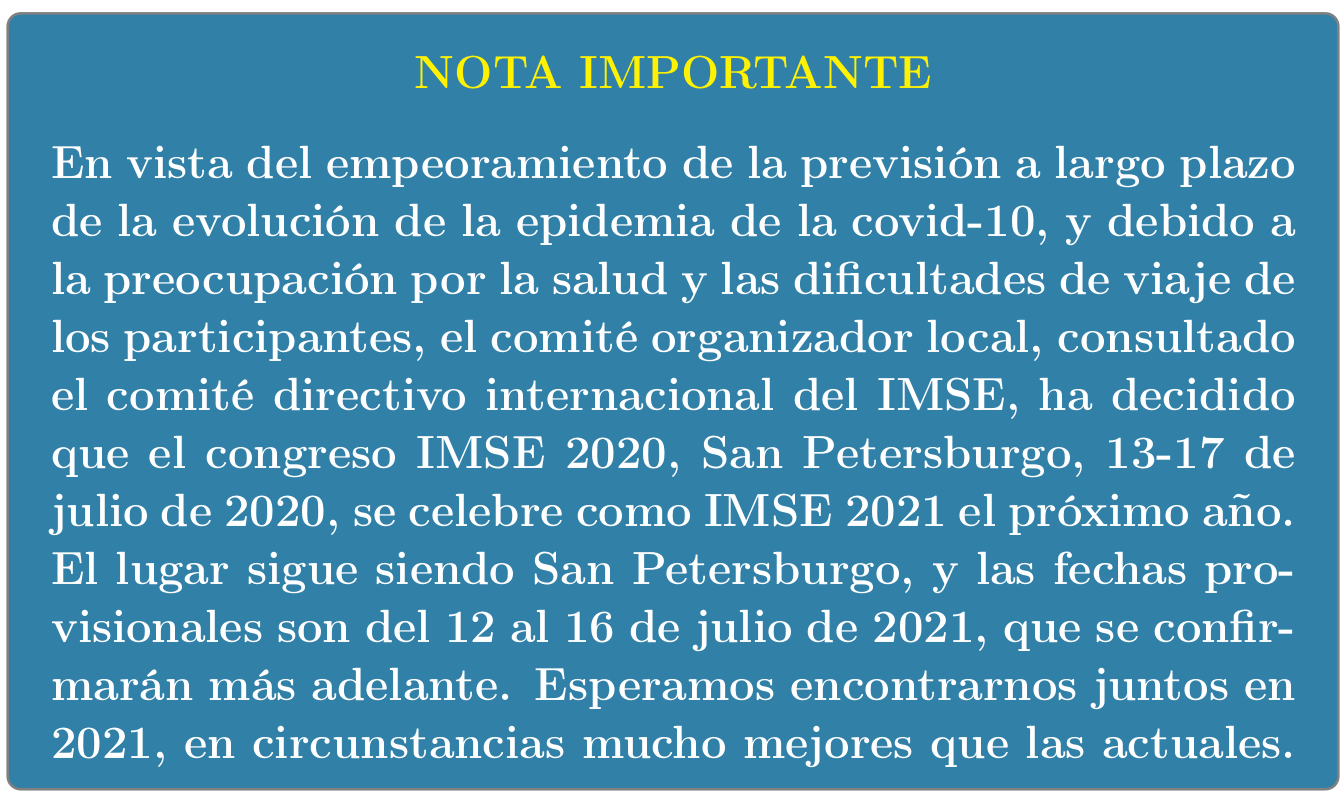 NOTA IMPORTANTE
En vista del empeoramiento de la previsión a largo plazo
de la evolución de la epidemia de la covid-10, y debido a
la preocupación por la salud y las dificultades de viaje de
los participantes, el comité organizador local, consultado
el comité directivo internacional del IMSE, ha decidido
que el congreso IMSE 2020, San Petersburgo, 13-17 de
julio de 2020, se celebre como IMSE 2021 el próximo año.
El lugar sigue siendo San Petersburgo, y las fechas pro-
visionales son del 12 al 16 de julio de 2021, que se confir-
marán más adelante. Esperamos encontrarnos juntos en
2021, en circunstancias mucho mejores que las actuales.